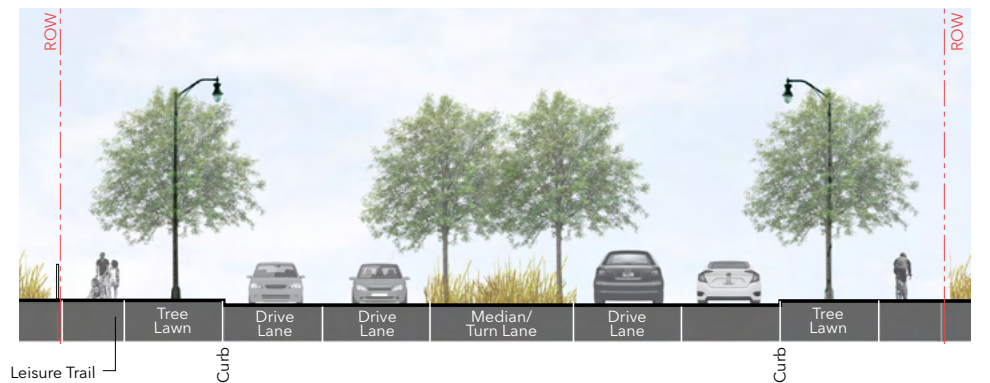 ROW
ROW
Tree
Lawn
Drive
Lane
Drive
Lane
Median/
Turn Lane
Drive
Lane
Tree
Lawn
Leisure Trail
Curb
Curb